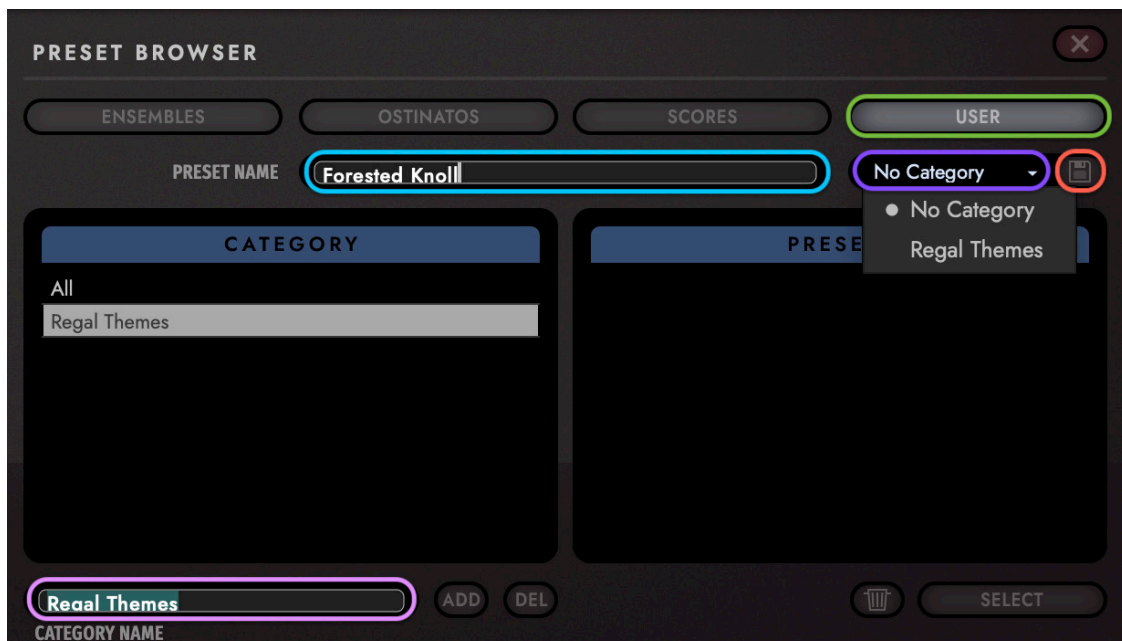 PRESET BROWSER
ENSEMBLES OSTINATOS SCORES USER
PRESET NAME Forested Knoll No Category
No Category
Regal Themes
CATEGORY PRESE
All
Regal Themes
Regal Themes ADD DEL SELECT
CATEGORY NAME